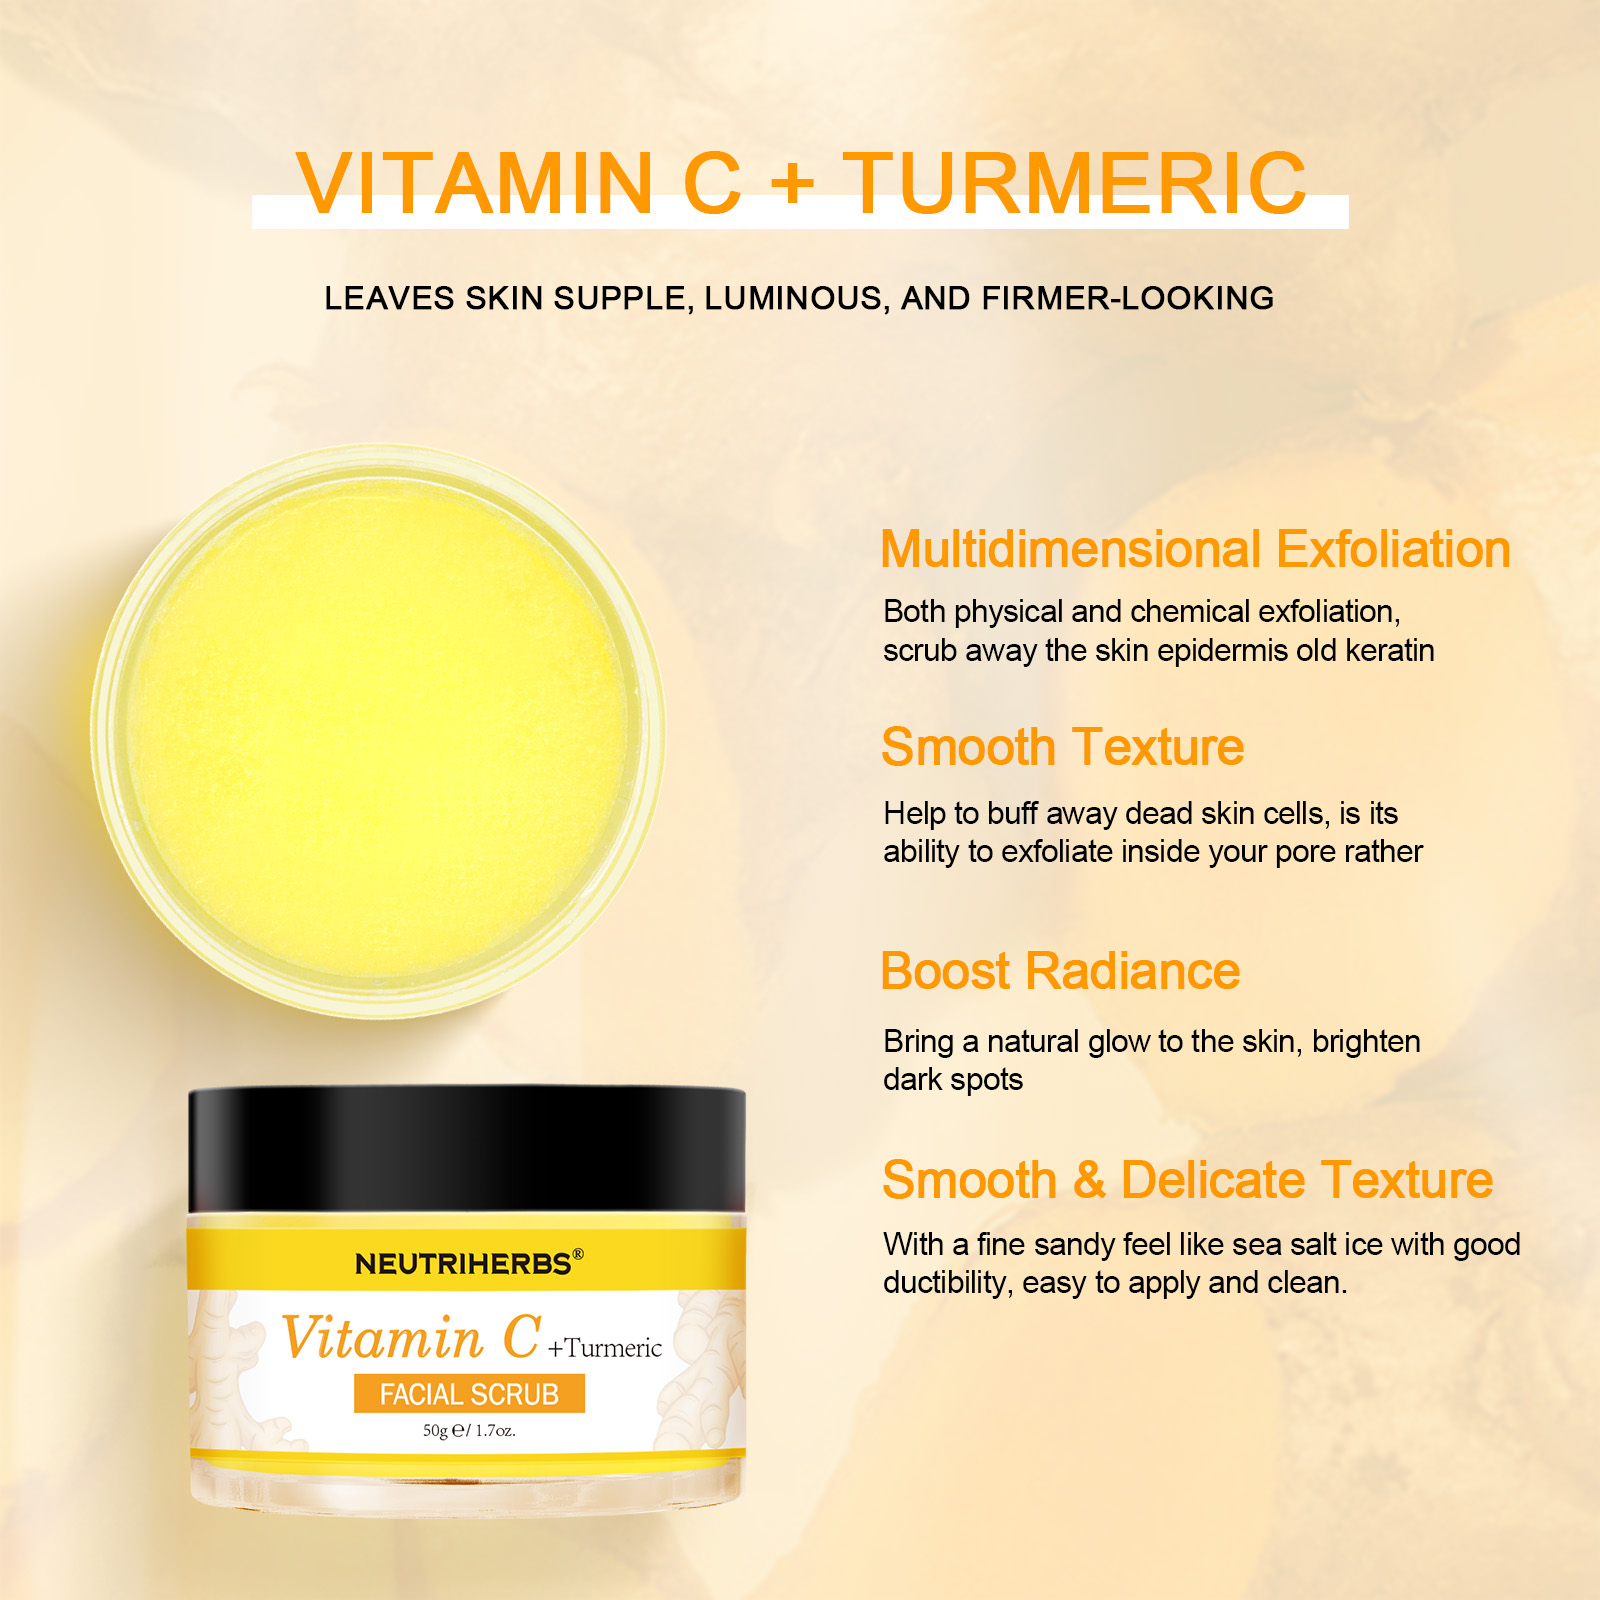 VITAMIN C + TURMERIC
LEAVES SKIN SUPPLE, LUMINOUS, AND FIRMER-LOOKING
Multidimensional Exfoliation
Both physical and chemical exfoliation,
scrub away the skin epidermis old keratin
Smooth Texture
Help to buff away dead skin cells, is its
ability to exfoliate inside your pore rather
Boost Radiance
Bring a natural glow to the skin, brighten
dark spots
Smooth & Delicate Texture
With a fine sandy feel like sea salt ice with good
ductibility, easy to apply and clean.
NEUTRIHERBS®
Vitamin C +Turmeric
FACIAL SCRUB
50g ℮/ 1.7oz.